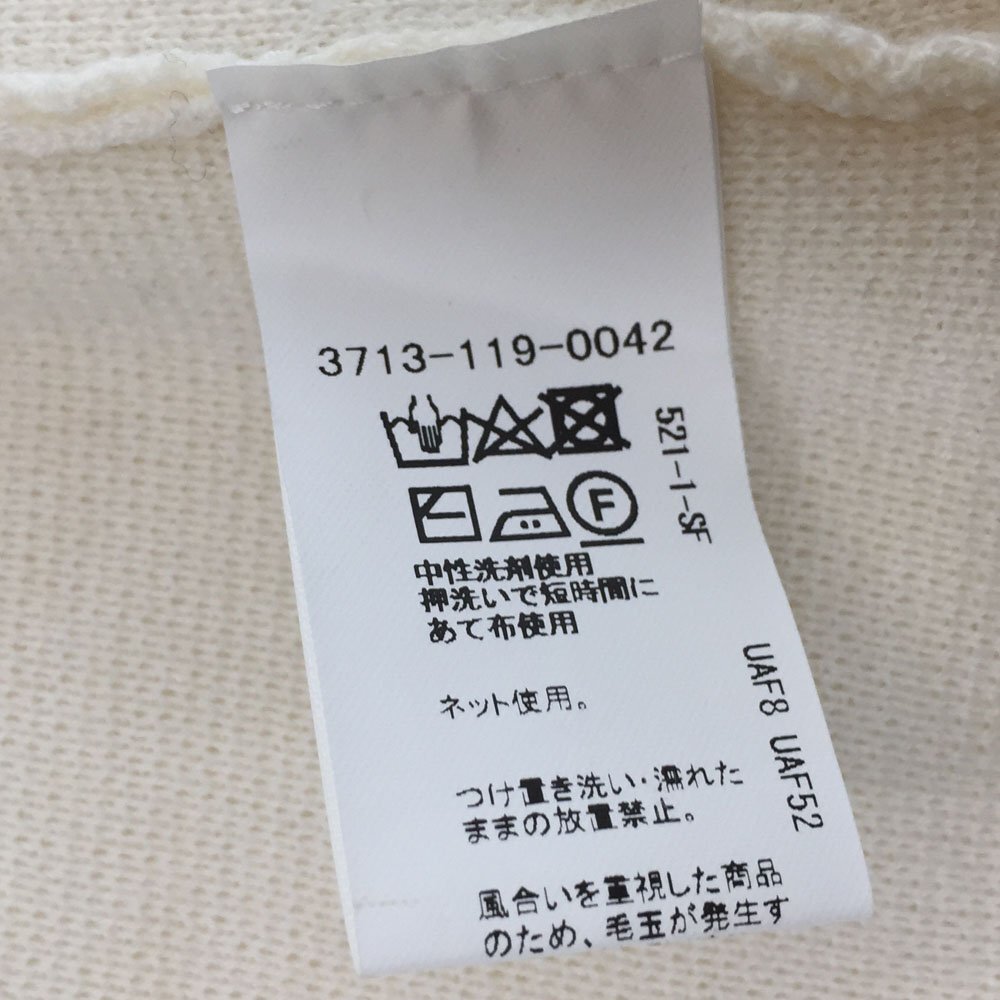 3713-119-0042
F
中性洗剤使用
押洗いで短時間に
あて布使用
ネット使用。
つけ置き洗い・濡れた
ままの放置禁止。
風合いを重視した商品
のため、毛玉が発生す
521-1-SF
UAF8 UAF52